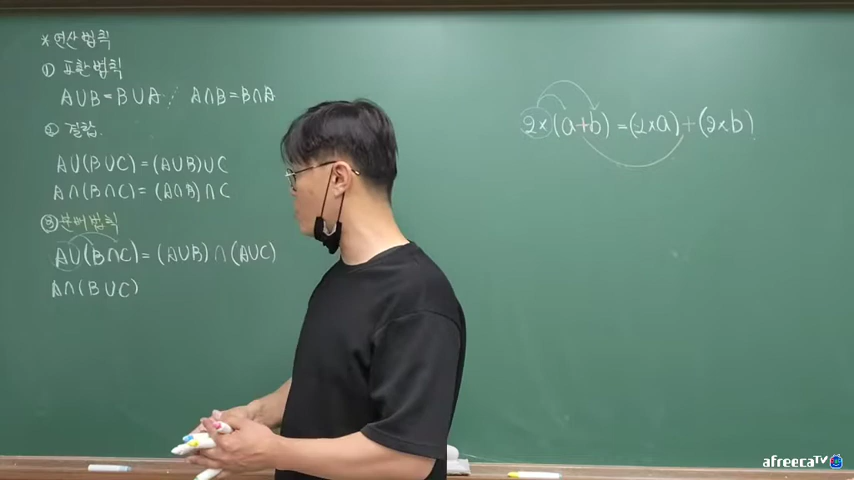 *연산법칙
① 교환법칙
A∪B=B∪A, A∩B=B∩A
② 결합.
A∪(B∪C)=(A∪B)∪C
A∩(B∩C)=(A∩B)∩C
③ 분배법칙
A∪(B∩C)=(A∪B)∩(A∪C)
A∩(B∪C)
2×(a+b)=(2×a)+(2×b)
afreecaTV